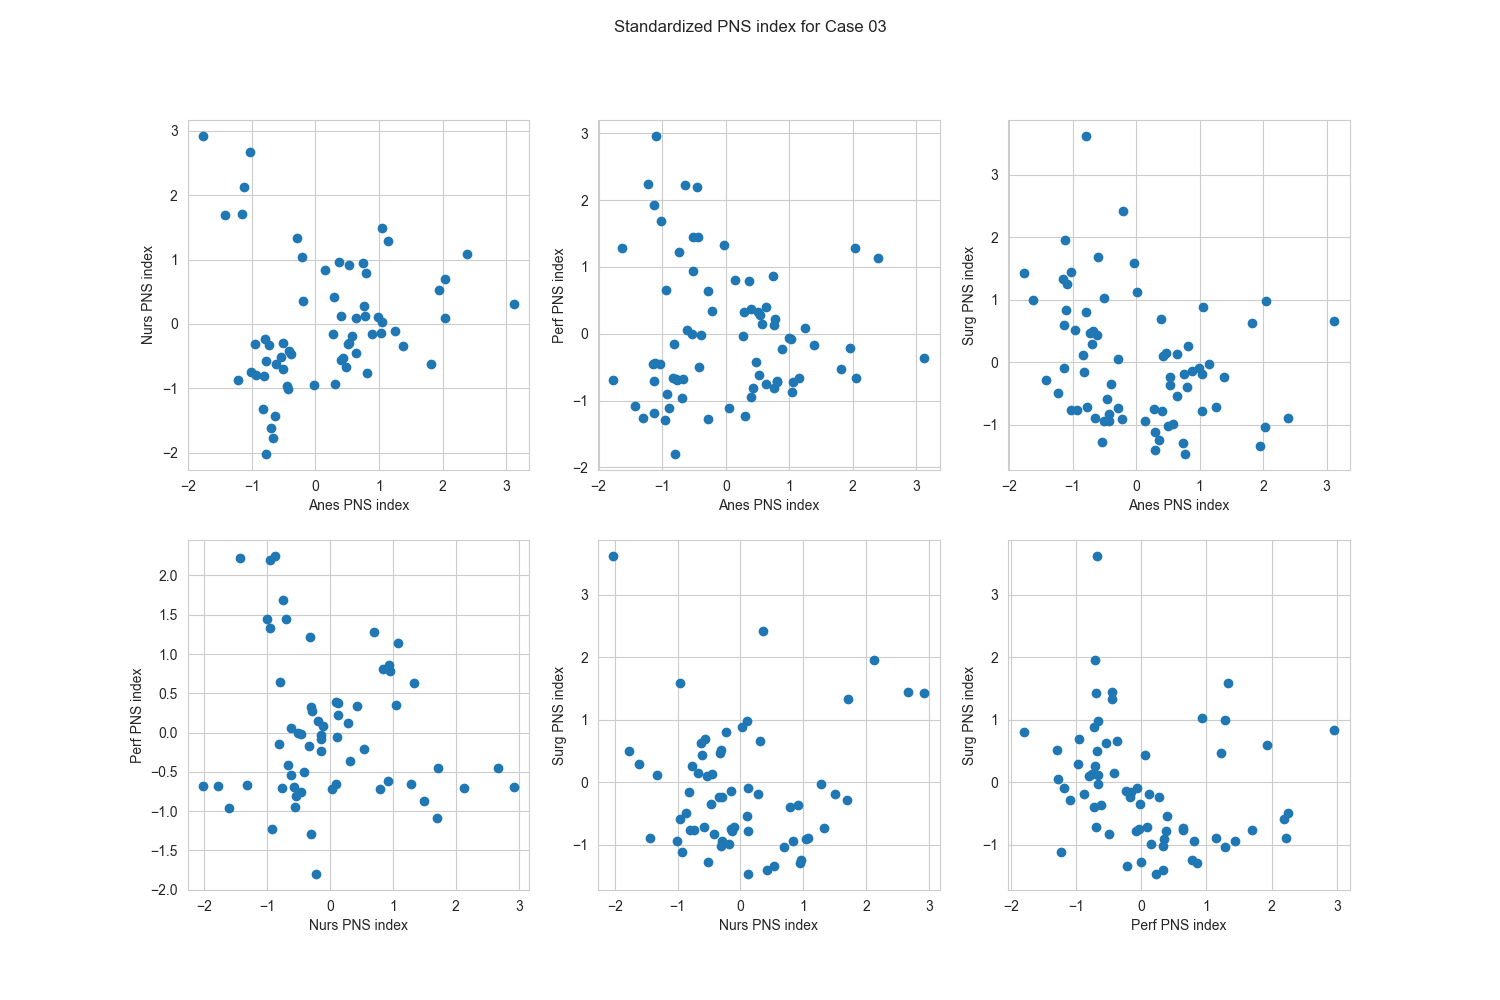 Standardized PNS index for Case 03
3
2
1
0
−1
−2
Nurs PNS index
−2 −1 0 1 2 3
Anes PNS index
3
2
1
0
−1
−2
Perf PNS index
−2 −1 0 1 2 3
Anes PNS index
3
2
1
0
−1
Surg PNS index
−2 −1 0 1 2 3
Anes PNS index
2.0
1.5
1.0
0.5
0.0
−0.5
−1.0
−1.5
−2.0
Perf PNS index
−2 −1 0 1 2 3
Nurs PNS index
3
2
1
0
−1
Surg PNS index
−2 −1 0 1 2 3
Nurs PNS index
3
2
1
0
−1
Surg PNS index
−2 −1 0 1 2 3
Perf PNS index